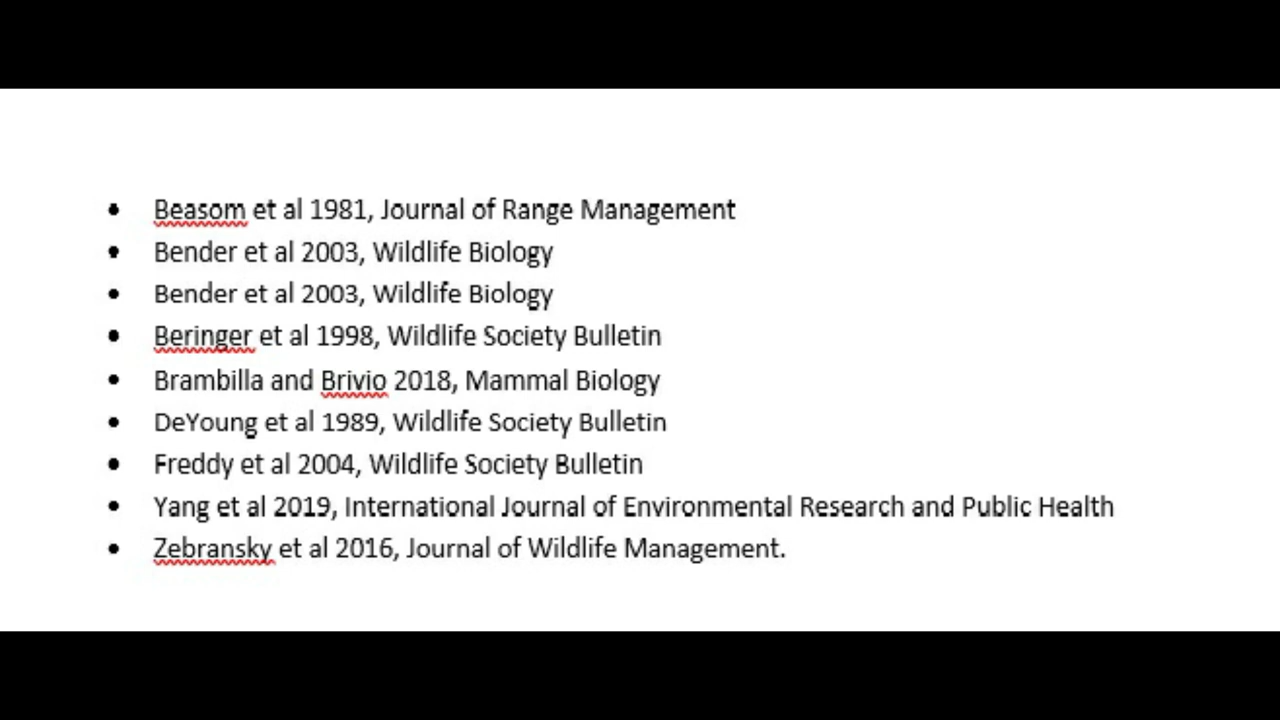 • Beasom et al 1981, Journal of Range Management
• Bender et al 2003, Wildlife Biology
• Bender et al 2003, Wildlife Biology
• Beringer et al 1998, Wildlife Society Bulletin
• Brambilla and Brivio 2018, Mammal Biology
• DeYoung et al 1989, Wildlife Society Bulletin
• Freddy et al 2004, Wildlife Society Bulletin
• Yang et al 2019, International Journal of Environmental Research and Public Health
• Zebransky et al 2016, Journal of Wildlife Management.